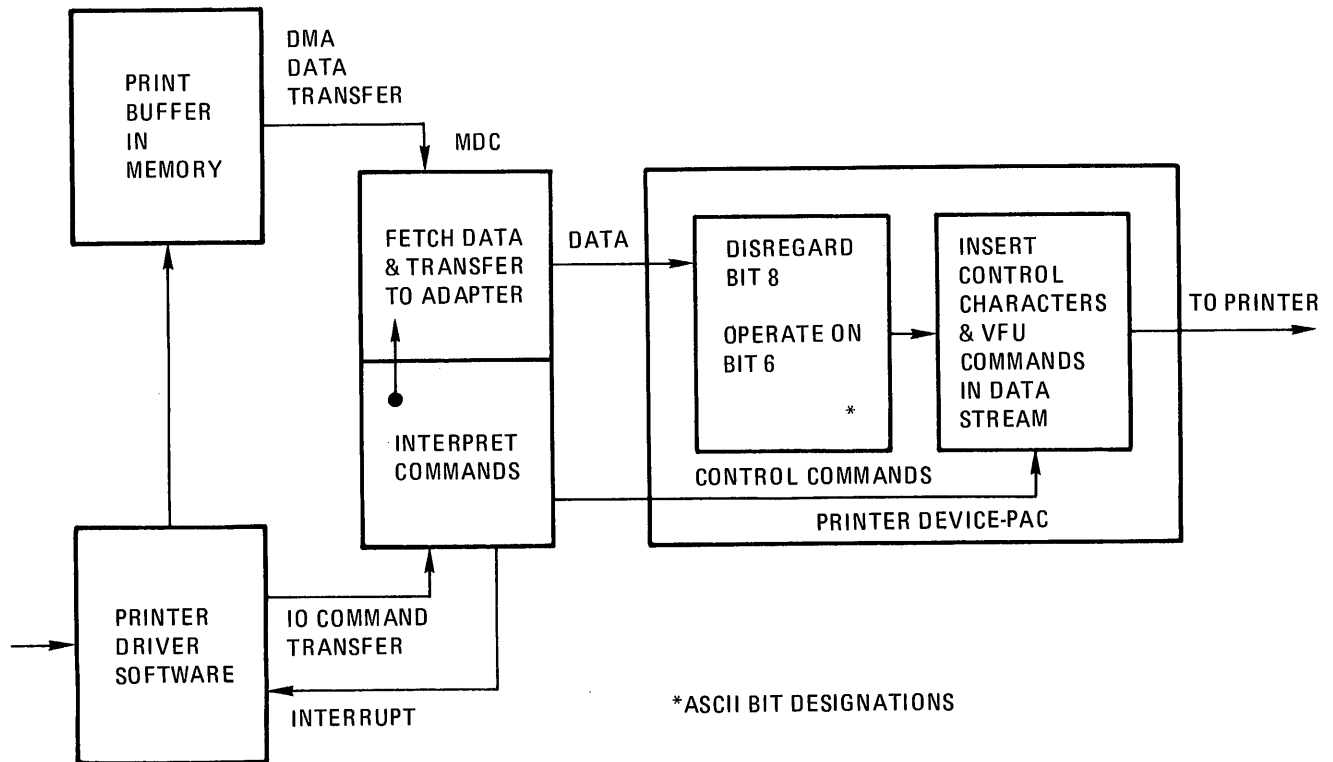 DMA
DATA
TRANSFER
PRINT
BUFFER
IN
MEMORY
MDC
FETCH DATA
& TRANSFER
TO ADAPTER
DATA
DISREGARD
BIT 8
OPERATE ON
BIT 6
*
INSERT
CONTROL
CHARACTERS
& VFU
COMMANDS
IN DATA
STREAM
TO PRINTER
INTERPRET
COMMANDS
CONTROL COMMANDS
PRINTER DEVICE-PAC
PRINTER
DRIVER
SOFTWARE
IO COMMAND
TRANSFER
INTERRUPT
*ASCII BIT DESIGNATIONS